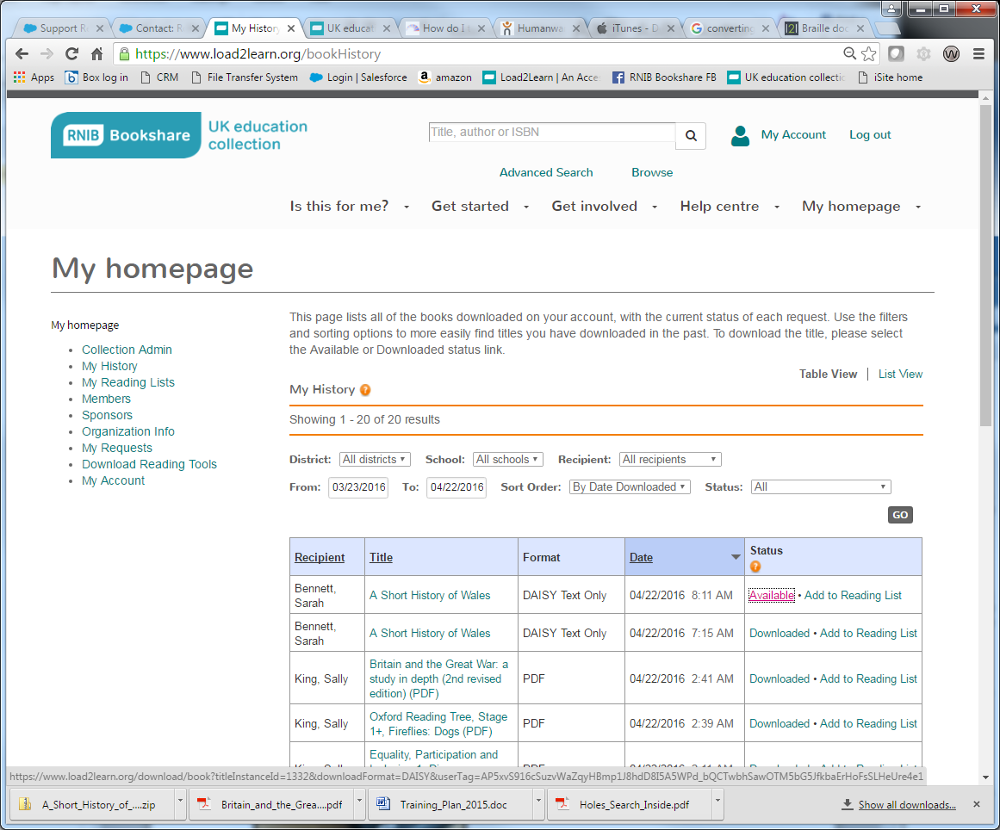 Support R
Contact: R
My Histor
UK educat
How do I
Humanwa
iTunes - D
converting
Braille doc
https://www.load2learn.org/bookHistory
Apps
Box log in
CRM
File Transfer System
Login | Salesforce
amazon
Load2Learn | An Acce
RNIB Bookshare FB
UK education collectio
iSite home
RNIB Bookshare
UK education
collection
Title, author or ISBN
My Account
Log out
Advanced Search
Browse
Is this for me?
Get started
Get involved
Help centre
My homepage
My homepage
My homepage
Collection Admin
My History
My Reading Lists
Members
Sponsors
Organization Info
My Requests
Download Reading Tools
My Account
This page lists all of the books downloaded on your account, with the current status of each request. Use the filters
and sorting options to more easily find titles you have downloaded in the past. To download the title, please select
the Available or Downloaded status link.
Table View | List View
My History ?
Showing 1 - 20 of 20 results
District: All districts School: All schools Recipient: All recipients
From: 03/23/2016 To: 04/22/2016 Sort Order: By Date Downloaded Status: All
GO
Recipient Title Format Date Status
?
Bennett,
Sarah
A Short History of Wales DAISY Text Only 04/22/2016 8:11 AM Available • Add to Reading List
Bennett,
Sarah
A Short History of Wales DAISY Text Only 04/22/2016 7:15 AM Downloaded • Add to Reading List
Britain and the Great War: a
study in depth (2nd revised
edition) (PDF)
King, Sally PDF 04/22/2016 2:41 AM Downloaded • Add to Reading List
Oxford Reading Tree, Stage
1+, Fireflies: Dogs (PDF)
King, Sally PDF 04/22/2016 2:39 AM Downloaded • Add to Reading List
Equality, Participation and
https://www.load2learn.org/download/book?titleInstanceId=1332&downloadFormat=DAISY&userTag=AP5xvS916cSuzvWaZqyHBmp1J8hdD8I5A5WPd_bQCTwbhSawOTM5bG5JfkbaErHoFsSLHeUre4e1
A_Short_History_of_....zip
Britain_and_the_Grea....pdf
Training_Plan_2015.doc
Holes_Search_Inside.pdf
Show all downloads...